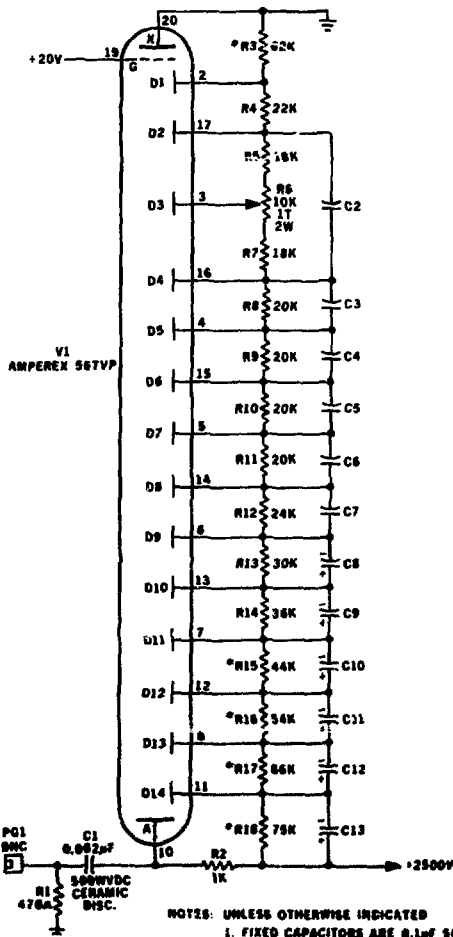 20
*R3 62K
19
+20V
K
G
D1 2
R4 22K
D2 17
R5 18K
D3 3
R6
10K
1T
2W
C2
R7 18K
D4 16
R8 20K
C3
D5 4
V1
AMPEREX 56TVP
R9 20K
C4
D6 15
R10 20K
C5
D7 5
R11 20K
C6
D8 14
R12 24K
C7
D9 6
R13 30K
C8
D10 13
R14 36K
C9
D11 7
*R15 44K
C10
D12 12
*R16 54K
C11
D13 8
*R17 66K
C12
D14 11
*R18 75K
C13
A
10
PG1
BNC
C1
0.002µF
500WVDC
CERAMIC
DISC.
R1
470Ω
R2
1K
+2500V
NOTES: UNLESS OTHERWISE INDICATED
1. FIXED CAPACITORS ARE 0.1µF